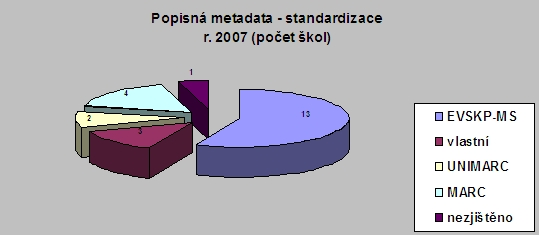 Popisná metadata - standardizace
r. 2007 (počet škol)
1
4
2
3
13
EVSKP-MS
vlastní
UNIMARC
MARC
nezjištěno